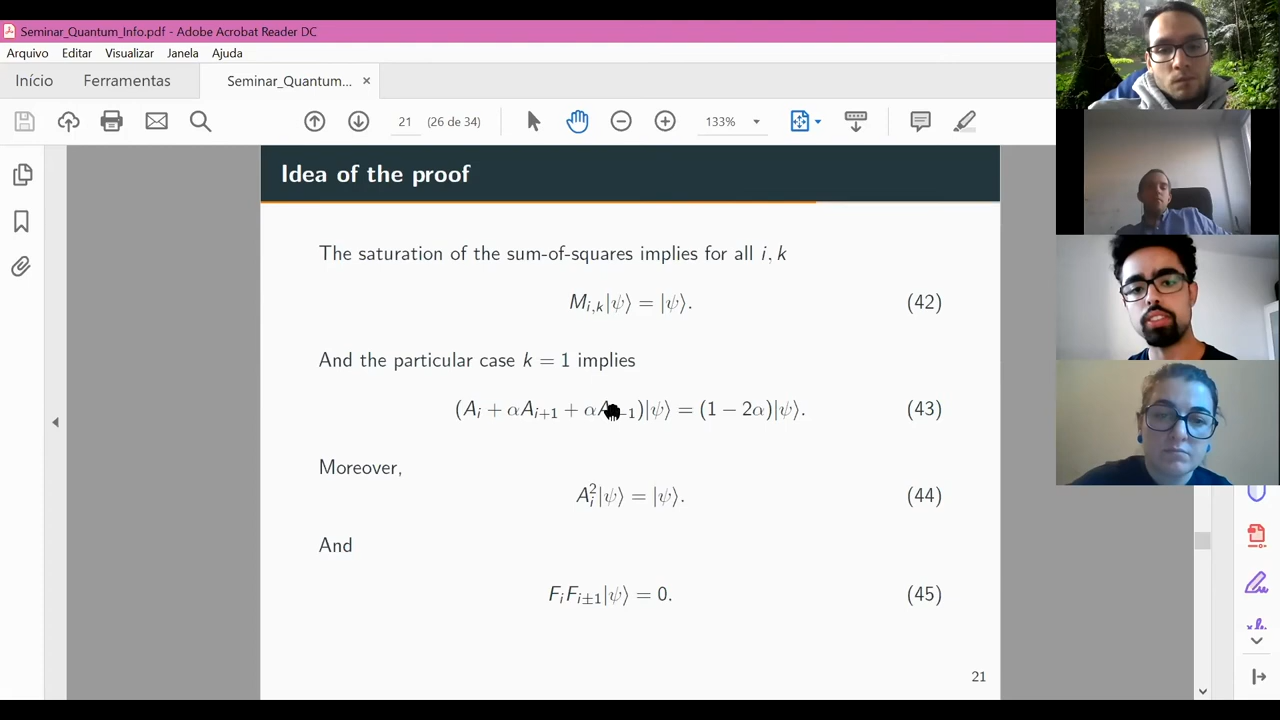 Seminar_Quantum_Info.pdf - Adobe Acrobat Reader DC
Arquivo Editar Visualizar Janela Ajuda
Início Ferramentas Seminar_Quantum... ×
21 (26 de 34) 133%
Idea of the proof
The saturation of the sum-of-squares implies for all i, k
M_{i,k}|ψ⟩ = |ψ⟩. (42)
And the particular case k = 1 implies
(A_i + αA_{i+1} + αA_{i−1})|ψ⟩ = (1 − 2α)|ψ⟩. (43)
Moreover,
A_i^2|ψ⟩ = |ψ⟩. (44)
And
F_iF_{i±1}|ψ⟩ = 0. (45)
21